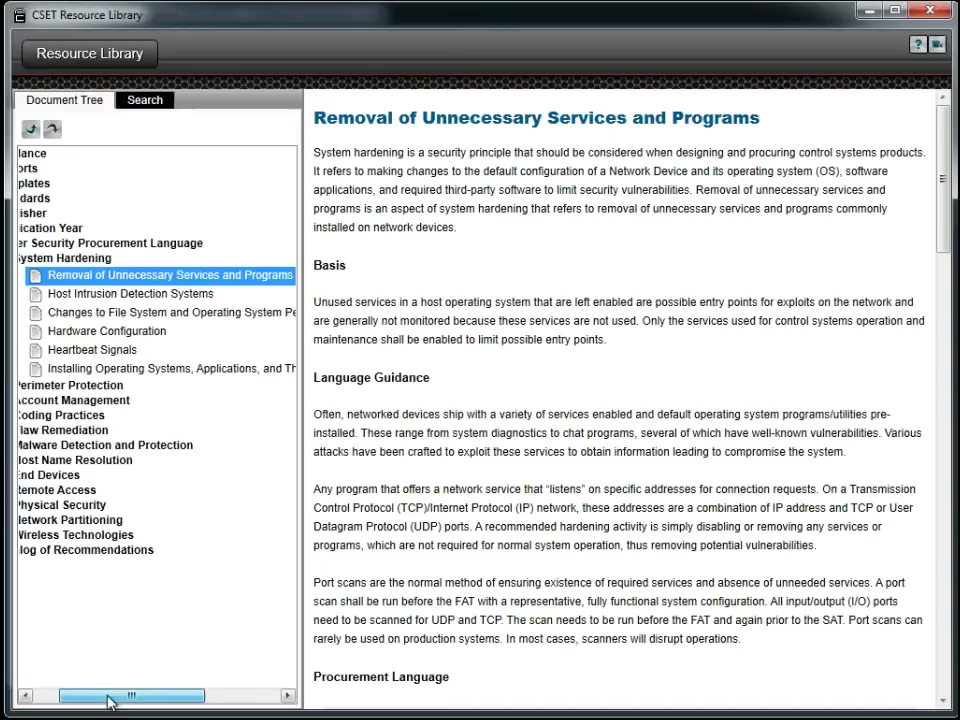 CSET Resource Library
Resource Library
Document Tree
Search
lance
orts
plates
dards
isher
ication Year
er Security Procurement Language
System Hardening
Removal of Unnecessary Services and Programs
Host Intrusion Detection Systems
Changes to File System and Operating System Pe
Hardware Configuration
Heartbeat Signals
Installing Operating Systems, Applications, and Th
Perimeter Protection
Account Management
Coding Practices
Flaw Remediation
Malware Detection and Protection
Host Name Resolution
End Devices
Remote Access
Physical Security
Network Partitioning
Wireless Technologies
log of Recommendations
Removal of Unnecessary Services and Programs
System hardening is a security principle that should be considered when designing and procuring control systems products.
It refers to making changes to the default configuration of a Network Device and its operating system (OS), software
applications, and required third-party software to limit security vulnerabilities. Removal of unnecessary services and
programs is an aspect of system hardening that refers to removal of unnecessary services and programs commonly
installed on network devices.
Basis
Unused services in a host operating system that are left enabled are possible entry points for exploits on the network and
are generally not monitored because these services are not used. Only the services used for control systems operation and
maintenance shall be enabled to limit possible entry points.
Language Guidance
Often, networked devices ship with a variety of services enabled and default operating system programs/utilities pre-
installed. These range from system diagnostics to chat programs, several of which have well-known vulnerabilities. Various
attacks have been crafted to exploit these services to obtain information leading to compromise the system.
Any program that offers a network service that “listens” on specific addresses for connection requests. On a Transmission
Control Protocol (TCP)/Internet Protocol (IP) network, these addresses are a combination of IP address and TCP or User
Datagram Protocol (UDP) ports. A recommended hardening activity is simply disabling or removing any services or
programs, which are not required for normal system operation, thus removing potential vulnerabilities.
Port scans are the normal method of ensuring existence of required services and absence of unneeded services. A port
scan shall be run before the FAT with a representative, fully functional system configuration. All input/output (I/O) ports
need to be scanned for UDP and TCP. The scan needs to be run before the FAT and again prior to the SAT. Port scans can
rarely be used on production systems. In most cases, scanners will disrupt operations.
Procurement Language